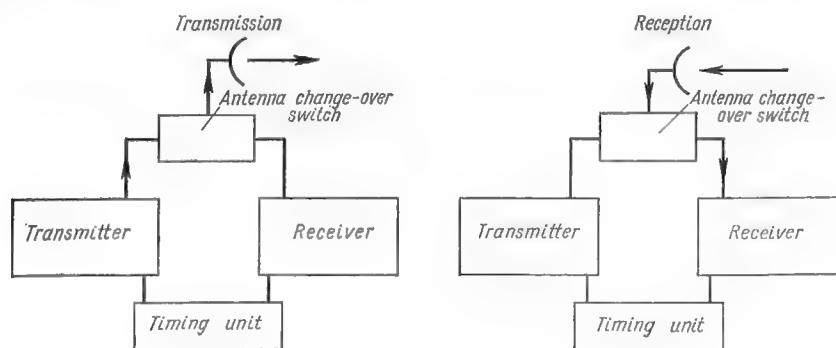 Transmission
Antenna change-over
switch
Transmitter
Receiver
Timing unit
Reception
Antenna change-
over switch
Transmitter
Receiver
Timing unit